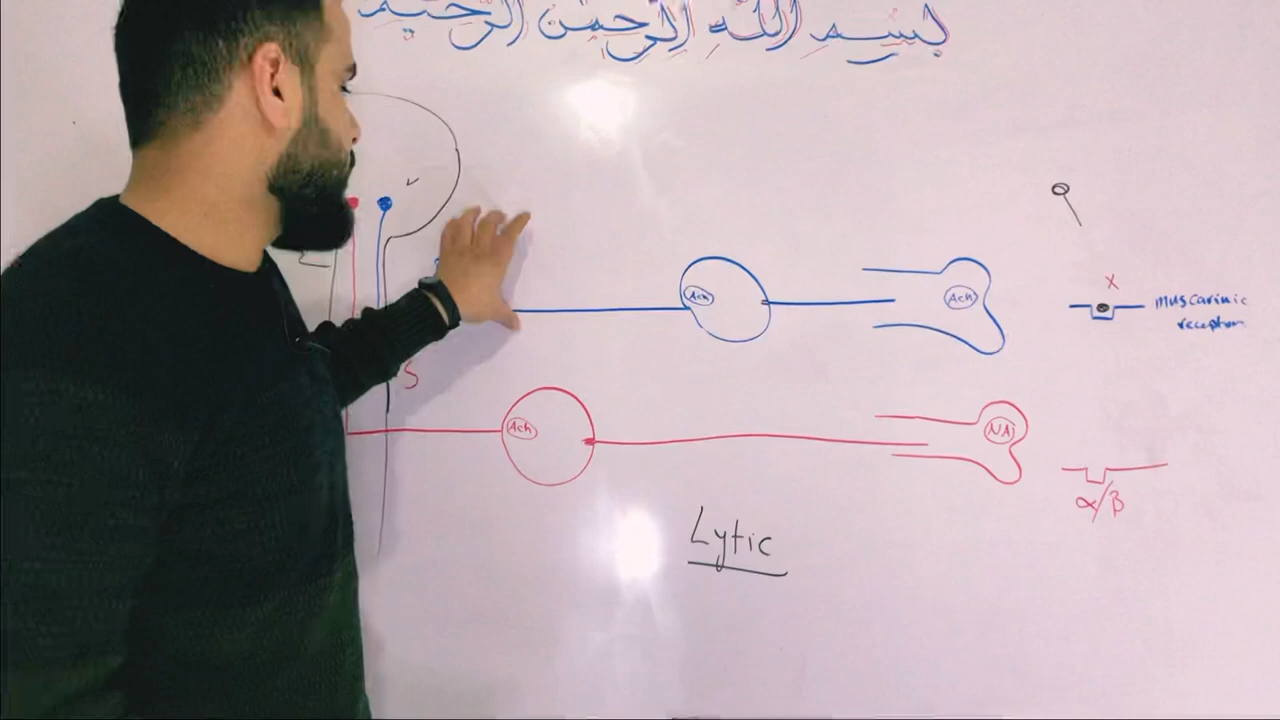 بسم الله الرحمن الرحيم
Ach
Ach
x
muscarinic
receptor
S
Ach
NA
α/β
Lytic